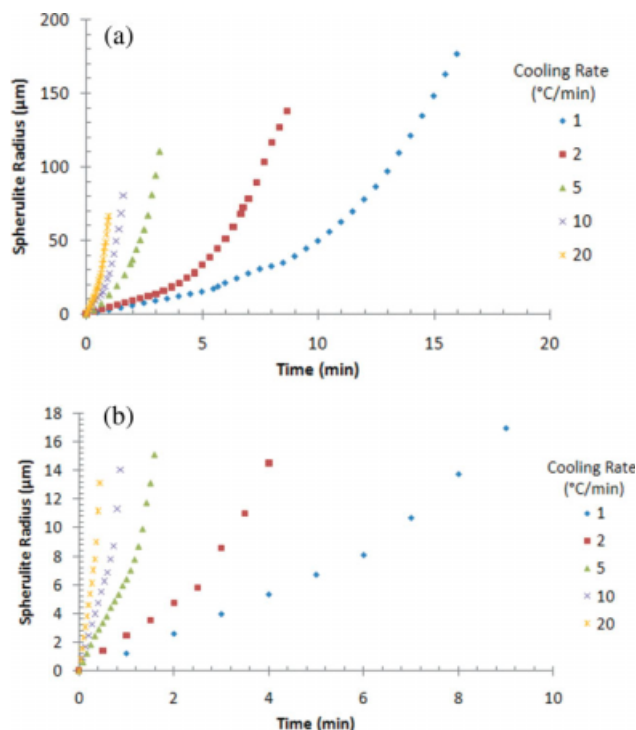 (a)
Spherulite Radius (µm)
200
150
100
50
0
0 5 10 15 20
Time (min)
Cooling Rate
(°C/min)
1
2
5
10
20
(b)
Spherulite Radius (µm)
18
16
14
12
10
8
6
4
2
0
0 2 4 6 8 10
Time (min)
Cooling Rate
(°C/min)
1
2
5
10
20